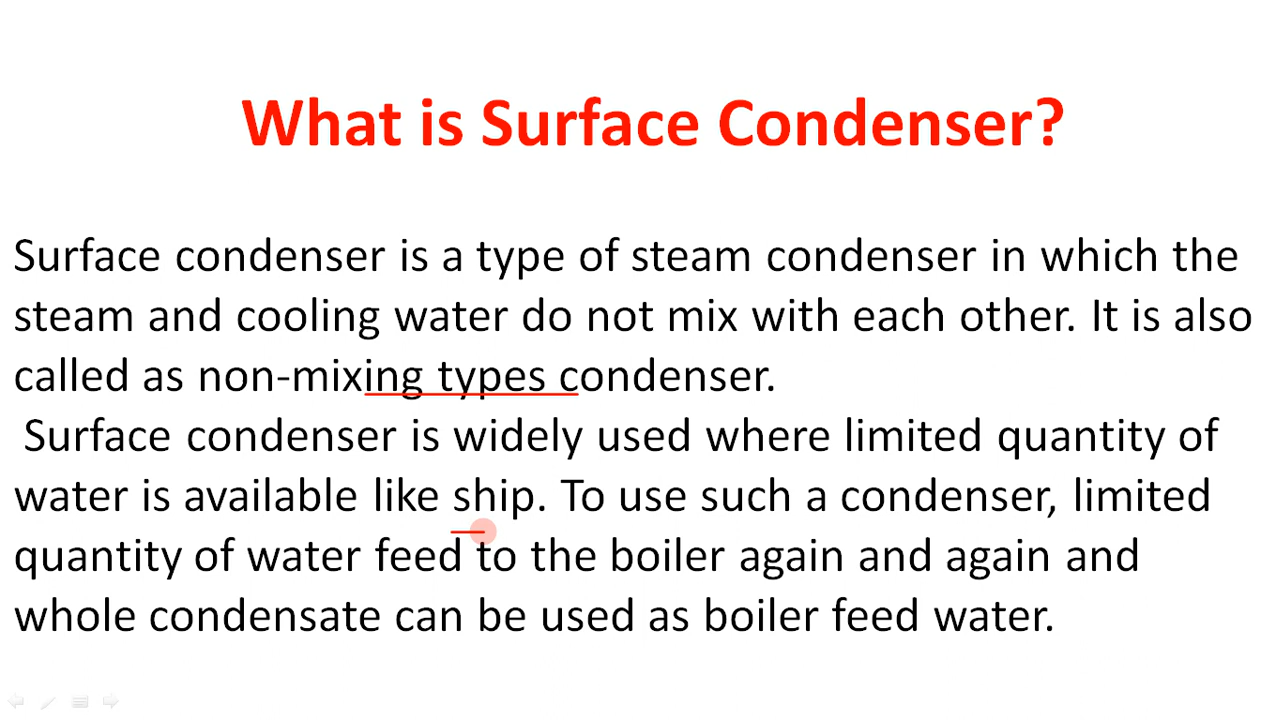 What is Surface Condenser?
Surface condenser is a type of steam condenser in which the
steam and cooling water do not mix with each other. It is also
called as non-mixing types condenser.
Surface condenser is widely used where limited quantity of
water is available like ship. To use such a condenser, limited
quantity of water feed to the boiler again and again and
whole condensate can be used as boiler feed water.